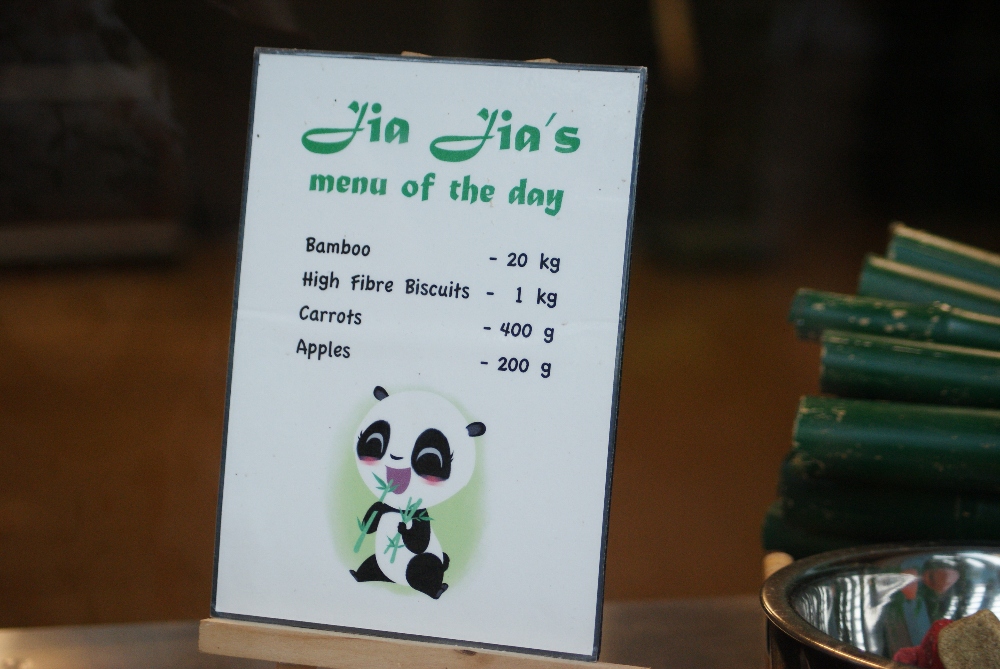 Jia Jia's
menu of the day
Bamboo - 20 kg
High Fibre Biscuits - 1 kg
Carrots - 400 g
Apples - 200 g